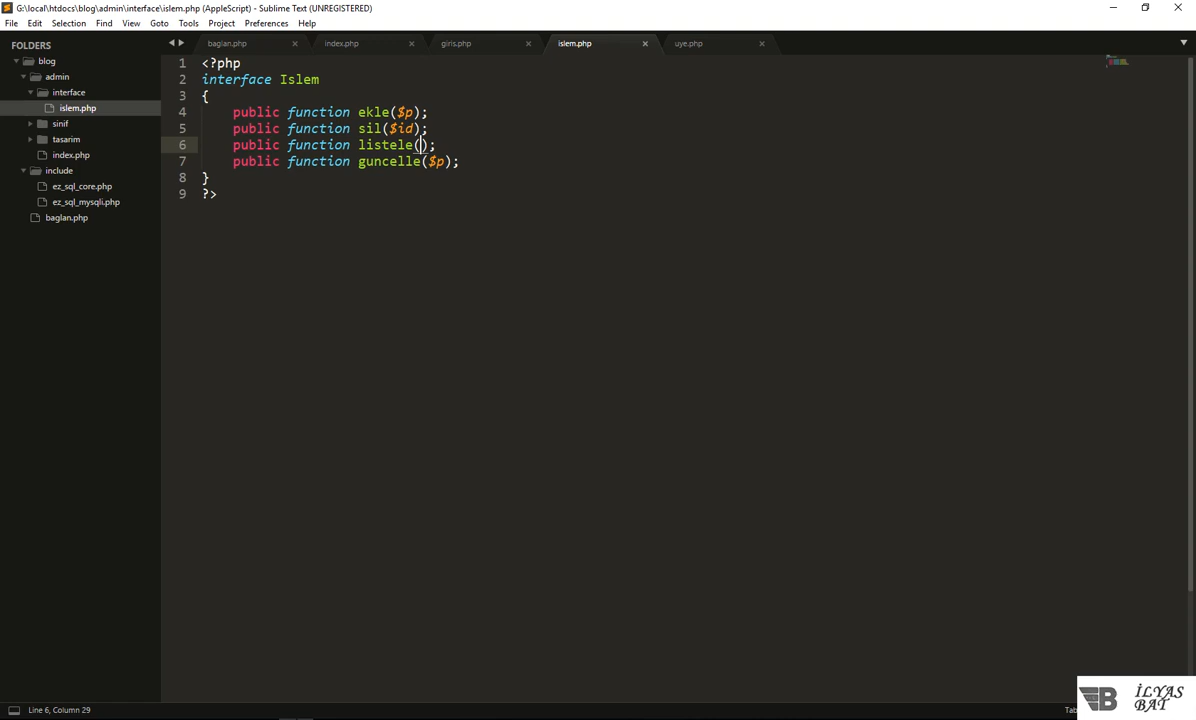 G:\local\htdocs\blog\admin\interface\islem.php (AppleScript) - Sublime Text (UNREGISTERED)
File Edit Selection Find View Goto Tools Project Preferences Help
FOLDERS
blog
admin
interface
islem.php
sinif
tasarim
index.php
include
ez_sql_core.php
ez_sql_mysqli.php
baglan.php
baglan.php index.php giris.php islem.php uye.php
1 <?php
2 interface Islem
3 {
4 public function ekle($p);
5 public function sil($id);
6 public function listele();
7 public function guncelle($p);
8 }
9 ?>
Line 6, Column 29
İLYAS
BAT